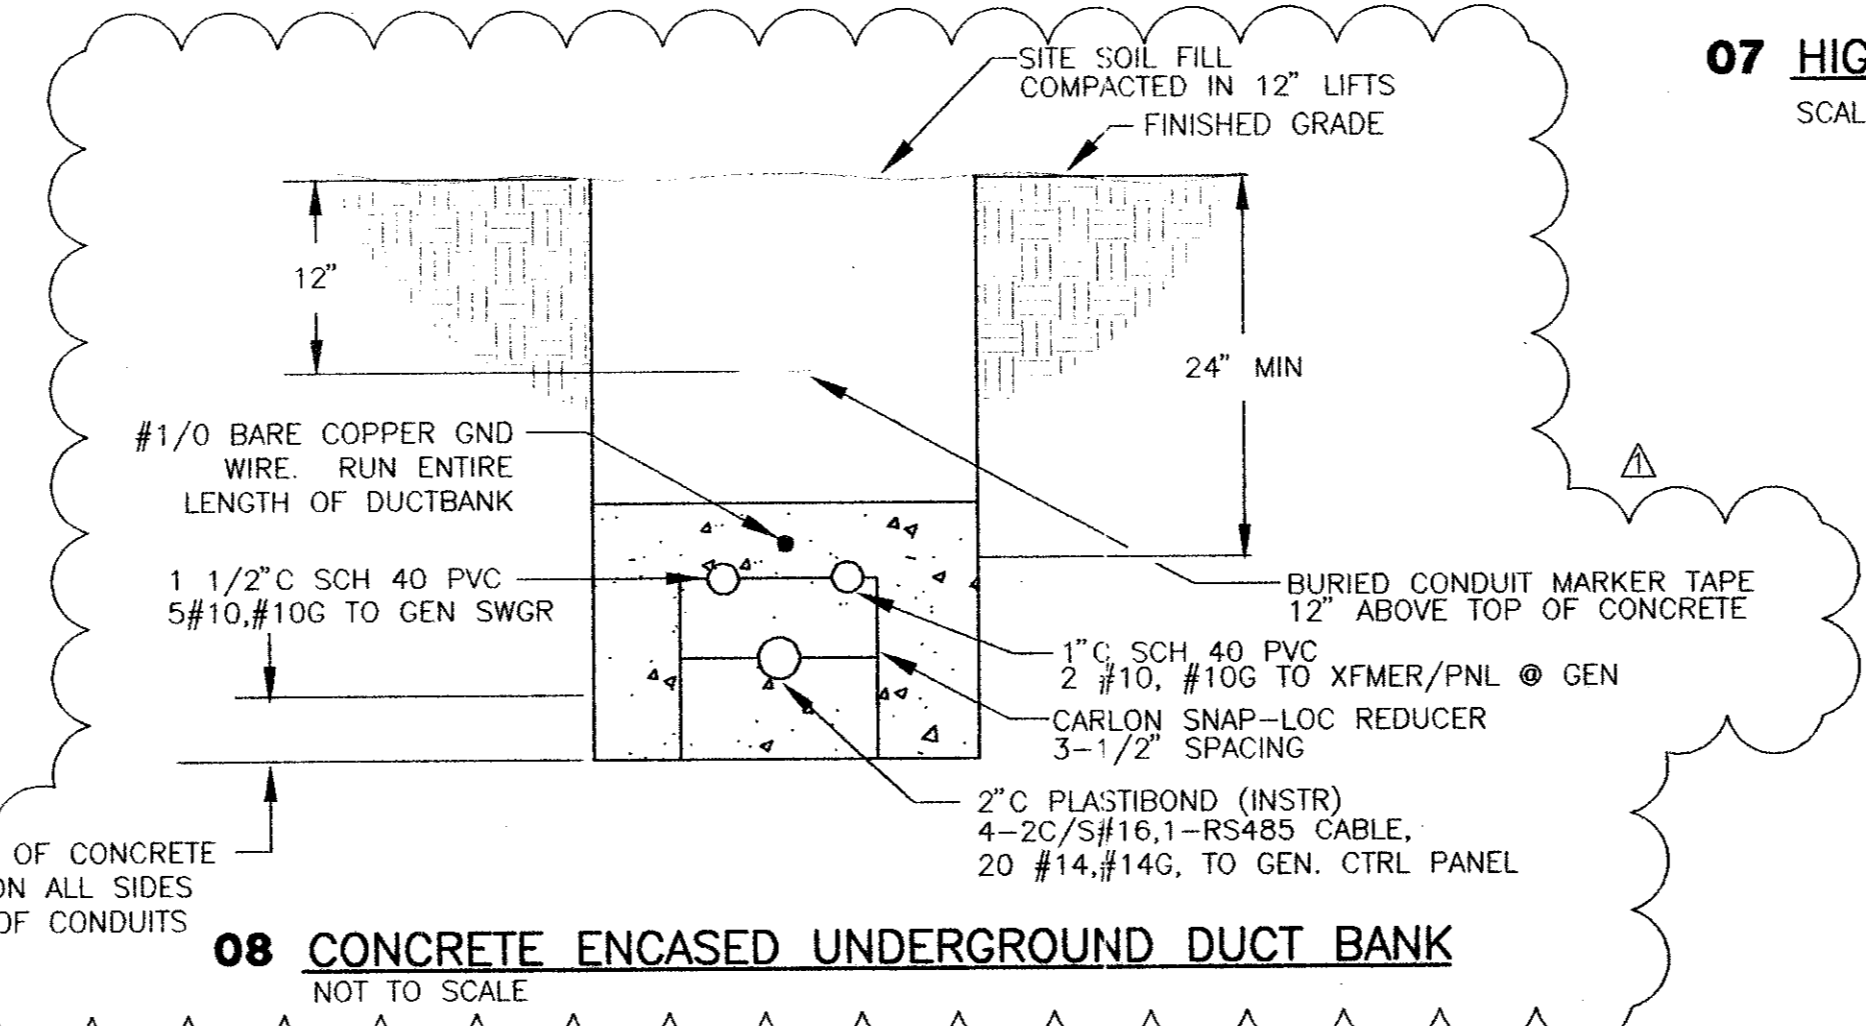 SITE SOIL FILL
COMPACTED IN 12" LIFTS
FINISHED GRADE
07 HIG
SCAL
12"
24" MIN
#1/0 BARE COPPER GND
WIRE. RUN ENTIRE
LENGTH OF DUCTBANK
1
1 1/2"C SCH 40 PVC
5#10,#10G TO GEN SWGR
BURIED CONDUIT MARKER TAPE
12" ABOVE TOP OF CONCRETE
1"C SCH 40 PVC
2 #10, #10G TO XFMER/PNL @ GEN
CARLON SNAP-LOC REDUCER
3-1/2" SPACING
2"C PLASTIBOND (INSTR)
4-2C/S#16,1-RS485 CABLE,
20 #14,#14G, TO GEN. CTRL PANEL
OF CONCRETE
ON ALL SIDES
OF CONDUITS
08 CONCRETE ENCASED UNDERGROUND DUCT BANK
NOT TO SCALE